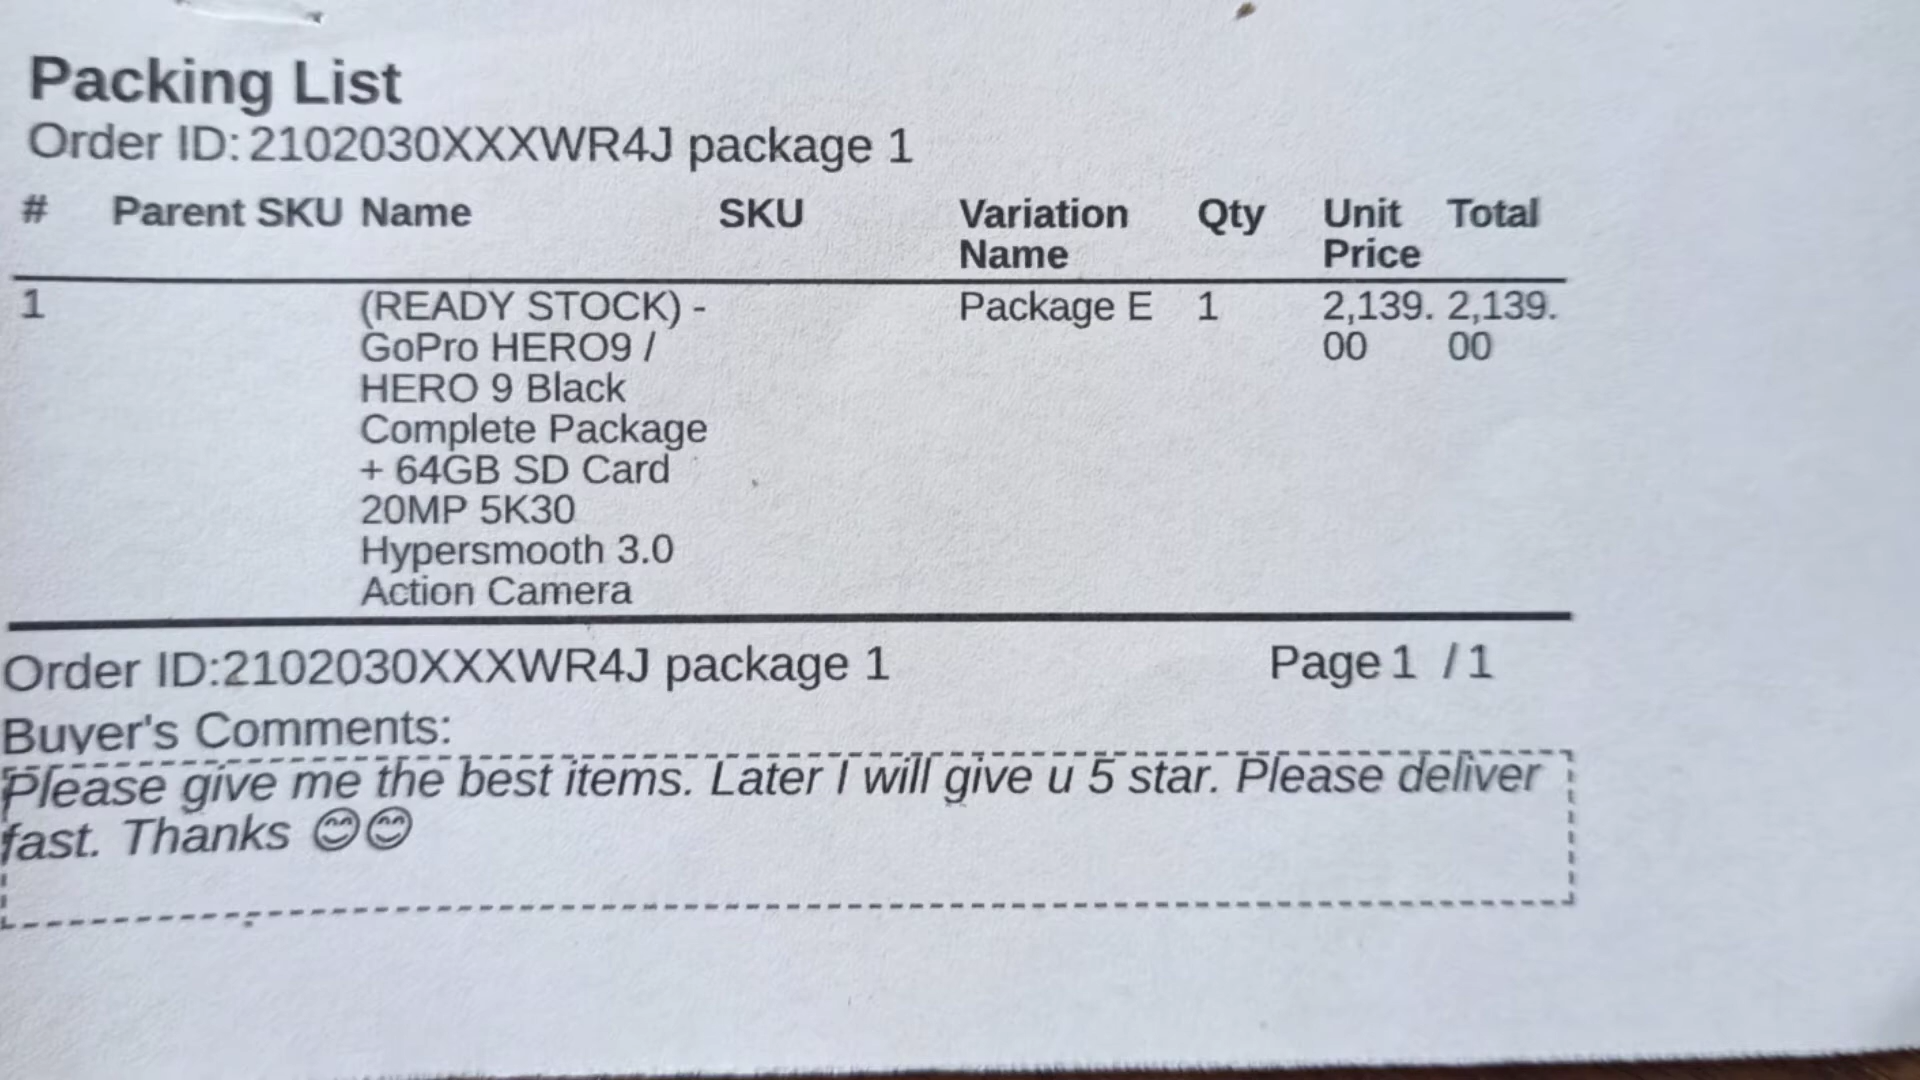 Packing List
Order ID: 2102030XXXWR4J package 1
# Parent SKU Name SKU Variation Name Qty Unit Price Total
1 (READY STOCK) - Package E 1 2,139. 2,139.
GoPro HERO9 / 00 00
HERO 9 Black
Complete Package
+ 64GB SD Card
20MP 5K30
Hypersmooth 3.0
Action Camera
Order ID:2102030XXXWR4J package 1 Page 1 / 1
Buyer's Comments:
Please give me the best items. Later I will give u 5 star. Please deliver
fast. Thanks 😊😊